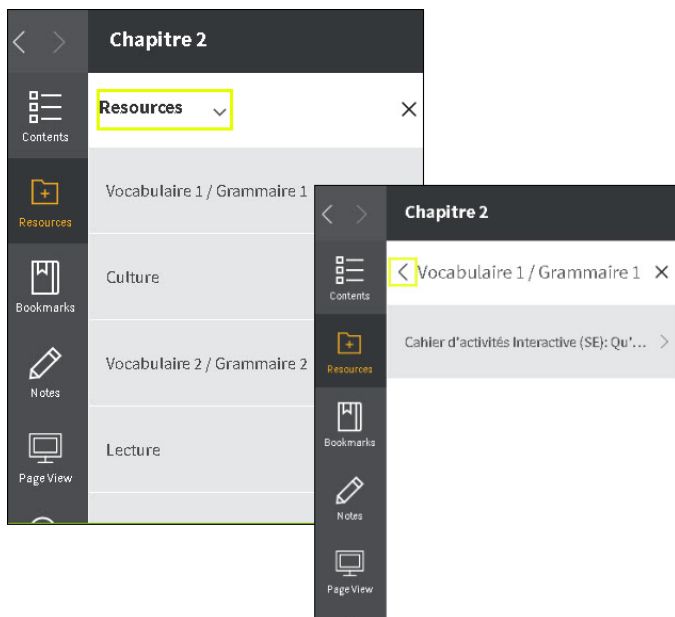 Chapitre 2
Resources
Contents
Resources
Bookmarks
Notes
Page View
Vocabulaire 1 / Grammaire 1
Culture
Vocabulaire 2 / Grammaire 2
Lecture
Chapitre 2
Vocabulaire 1 / Grammaire 1
Contents
Cahier d'activités Interactive (SE): Qu'...
Resources
Bookmarks
Notes
Page View